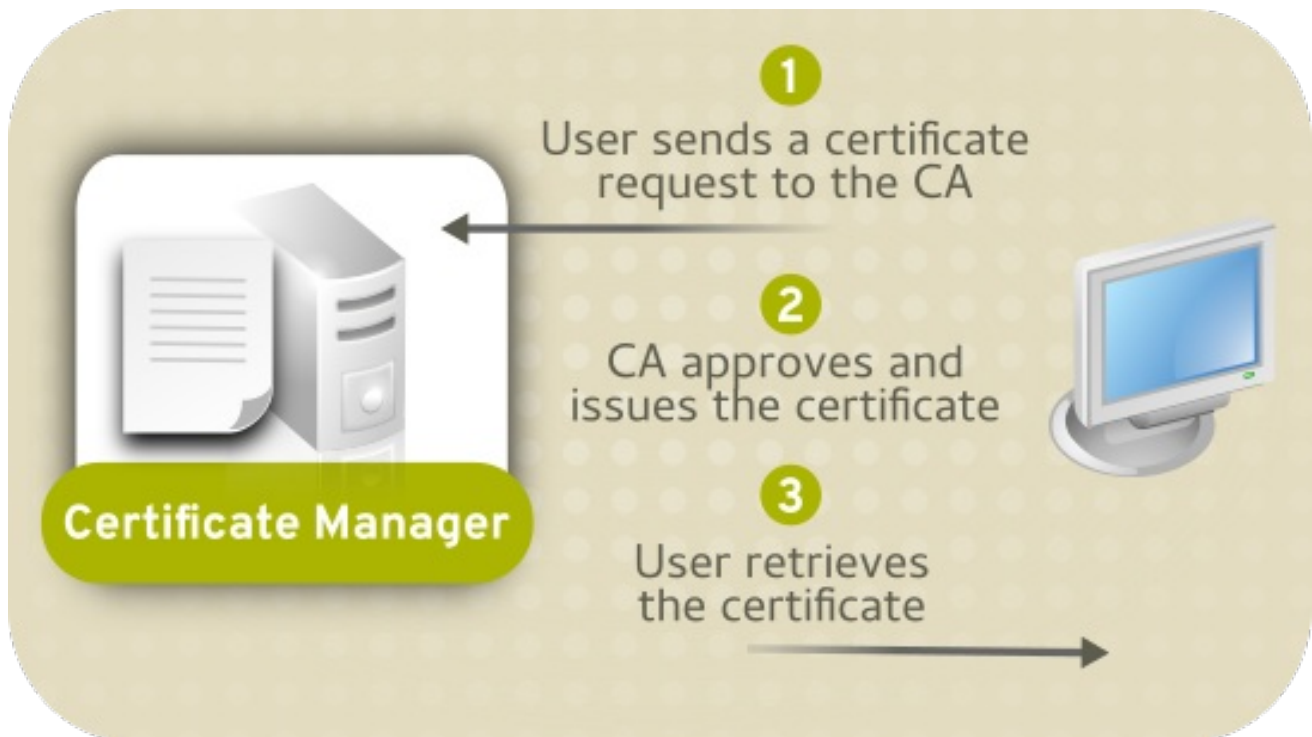 1
User sends a certificate
request to the CA
2
CA approves and
issues the certificate
Certificate Manager
3
User retrieves
the certificate